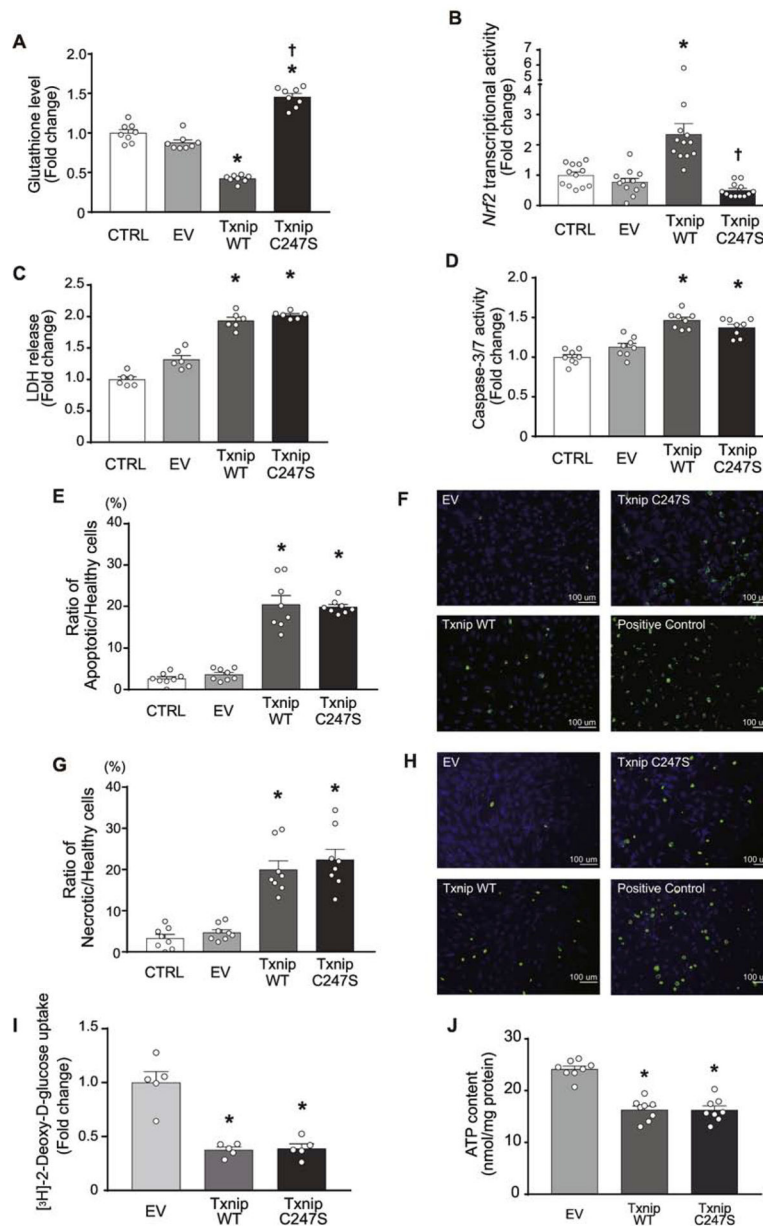 A
Glutathione level
(Fold change)
2.0
1.5
1.0
0.5
0
†
*
*
CTRL
EV
Txnip
WT
Txnip
C247S
B
Nrf2 transcriptional activity
(Fold change)
7
6
5
4
3
2
1
0
*
†
CTRL
EV
Txnip
WT
Txnip
C247S
C
LDH release
(Fold change)
2.5
2.0
1.5
1.0
0.5
0
*
*
CTRL
EV
Txnip
WT
Txnip
C247S
D
Caspase-3/7 activity
(Fold change)
2.0
1.5
1.0
0.5
0
*
*
CTRL
EV
Txnip
WT
Txnip
C247S
E
(%)
Ratio of
Apoptotic/Healthy cells
40
30
20
10
0
*
*
CTRL
EV
Txnip
WT
Txnip
C247S
F
EV
100 um
Txnip C247S
100 um
Txnip WT
100 um
Positive Control
100 um
G
(%)
Ratio of
Necrotic/Healthy cells
40
30
20
10
0
*
*
CTRL
EV
Txnip
WT
Txnip
C247S
H
EV
100 um
Txnip C247S
100 um
Txnip WT
100 um
Positive Control
100 um
I
[³H]-2-Deoxy-D-glucose uptake
(Fold change)
1.5
1.0
0.5
0
*
*
EV
Txnip
WT
Txnip
C247S
J
ATP content
(nmol/mg protein)
30
20
10
0
*
*
EV
Txnip
WT
Txnip
C247S